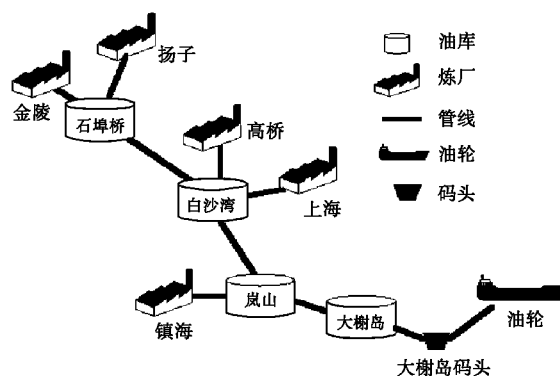 扬子
金陵
石埠桥
高桥
白沙湾
上海
镇海
岚山
大榭岛
油轮
大榭岛码头
油库
炼厂
管线
油轮
码头